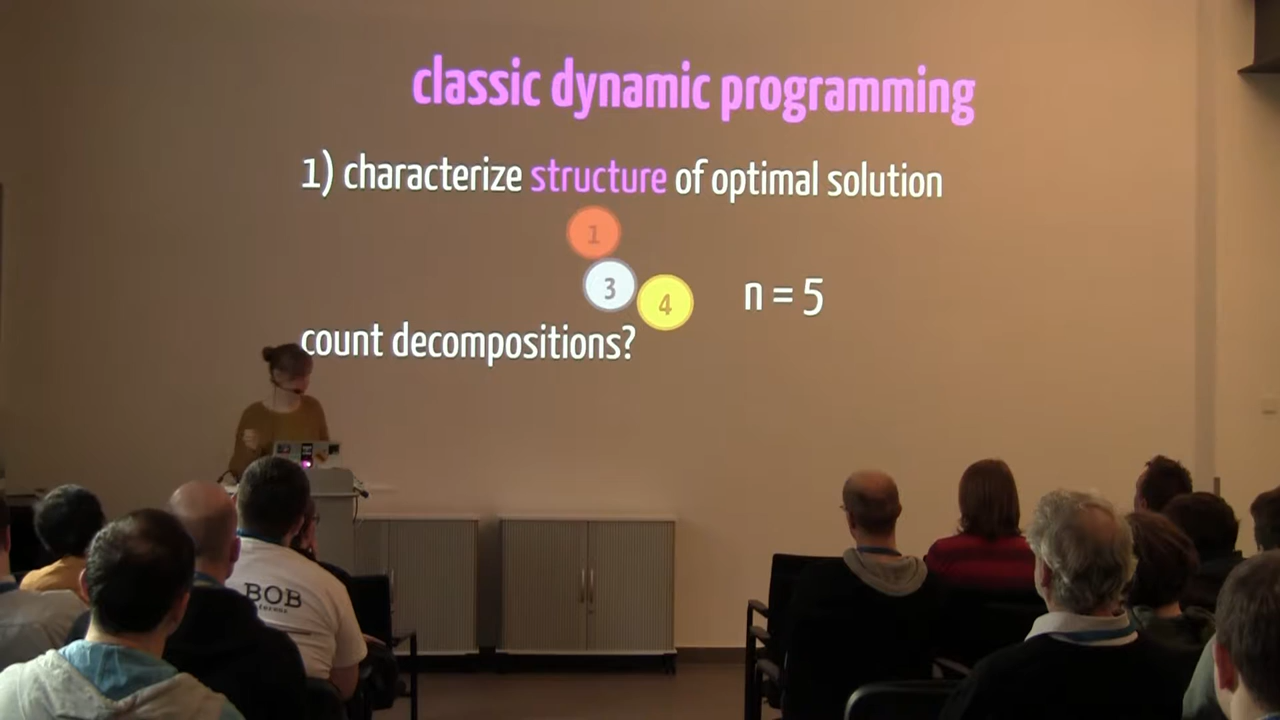 classic dynamic programming
1) characterize structure of optimal solution
1
3
4
n = 5
count decompositions?
BOB